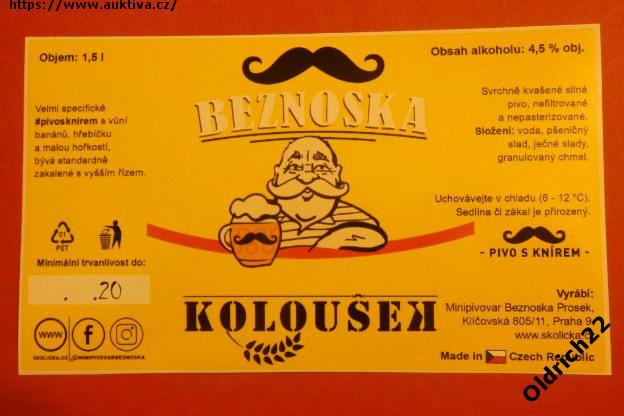 https://www.auktiva.cz/
Objem: 1,5 l
Velmi specifické
#pivosknirem s vůní
banánů, hřebíčku
a malou hořkostí,
bývá standardně
zakalené s vyšším řízem.
01
PET
Minimální trvanlivost do:
. .20
www
SKOLICKA.CZ
@MINIPIVOVARBEZNOSKA
BEZNOSKA
KOLOUŠEK
Obsah alkoholu: 4,5 % obj.
Svrchně kvašené silné
pivo, nefiltrované
a nepasterizované.
Složení: voda, pšeničný
slad, ječné slady,
granulovaný chmel.
Uchovávejte v chladu (6 - 12 °C).
Sedlina či zákal je přirozený.
- PIVO S KNÍREM -
Vyrábí:
Minipivovar Beznoska Prosek,
Klíčovská 805/11, Praha 9
www.skolicka.c
Made in Czech Republic
Oldrich22